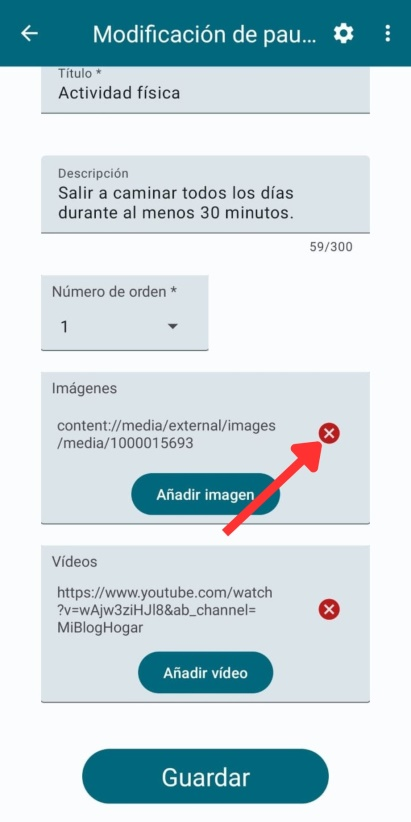 Modificación de pau...
Título *
Actividad física
Descripción
Salir a caminar todos los días
durante al menos 30 minutos.
59/300
Número de orden *
1
Imágenes
content://media/external/images
/media/1000015693
Añadir imagen
Vídeos
https://www.youtube.com/watch
?v=wAjw3ziHJl8&ab_channel=
MiBlogHogar
Añadir vídeo
Guardar